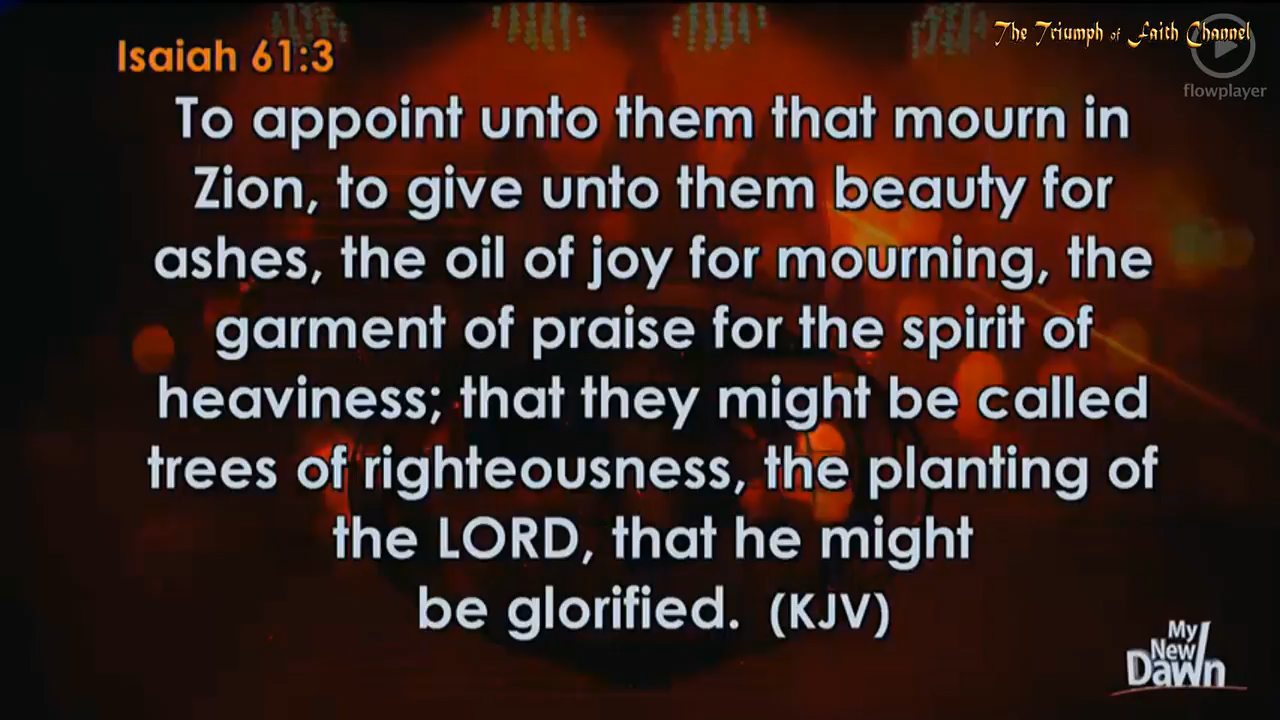 The Triumph of Faith Channel
flowplayer
Isaiah 61:3
To appoint unto them that mourn in
Zion, to give unto them beauty for
ashes, the oil of joy for mourning, the
garment of praise for the spirit of
heaviness; that they might be called
trees of righteousness, the planting of
the LORD, that he might
be glorified. (KJV)
My
New
Dawn